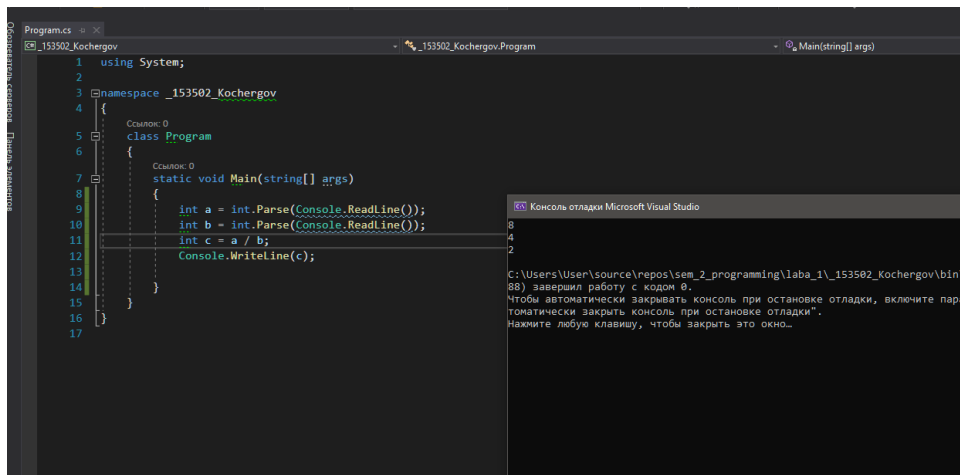 Program.cs
_153502_Kochergov
_153502_Kochergov.Program
Main(string[] args)
Обозреватель серверов
Панель элементов
1 using System;
2
3 namespace _153502_Kochergov
4 {
Ссылок: 0
5 class Program
6 {
Ссылок: 0
7 static void Main(string[] args)
8 {
9 int a = int.Parse(Console.ReadLine());
10 int b = int.Parse(Console.ReadLine());
11 int c = a / b;
12 Console.WriteLine(c);
13
14 }
15 }
16 }
17
Консоль отладки Microsoft Visual Studio
8
4
2
C:\Users\User\source\repos\sem_2_programming\laba_1\_153502_Kochergov\bin
88) завершил работу с кодом 0.
Чтобы автоматически закрывать консоль при остановке отладки, включите пара
томатически закрыть консоль при остановке отладки".
Нажмите любую клавишу, чтобы закрыть это окно…